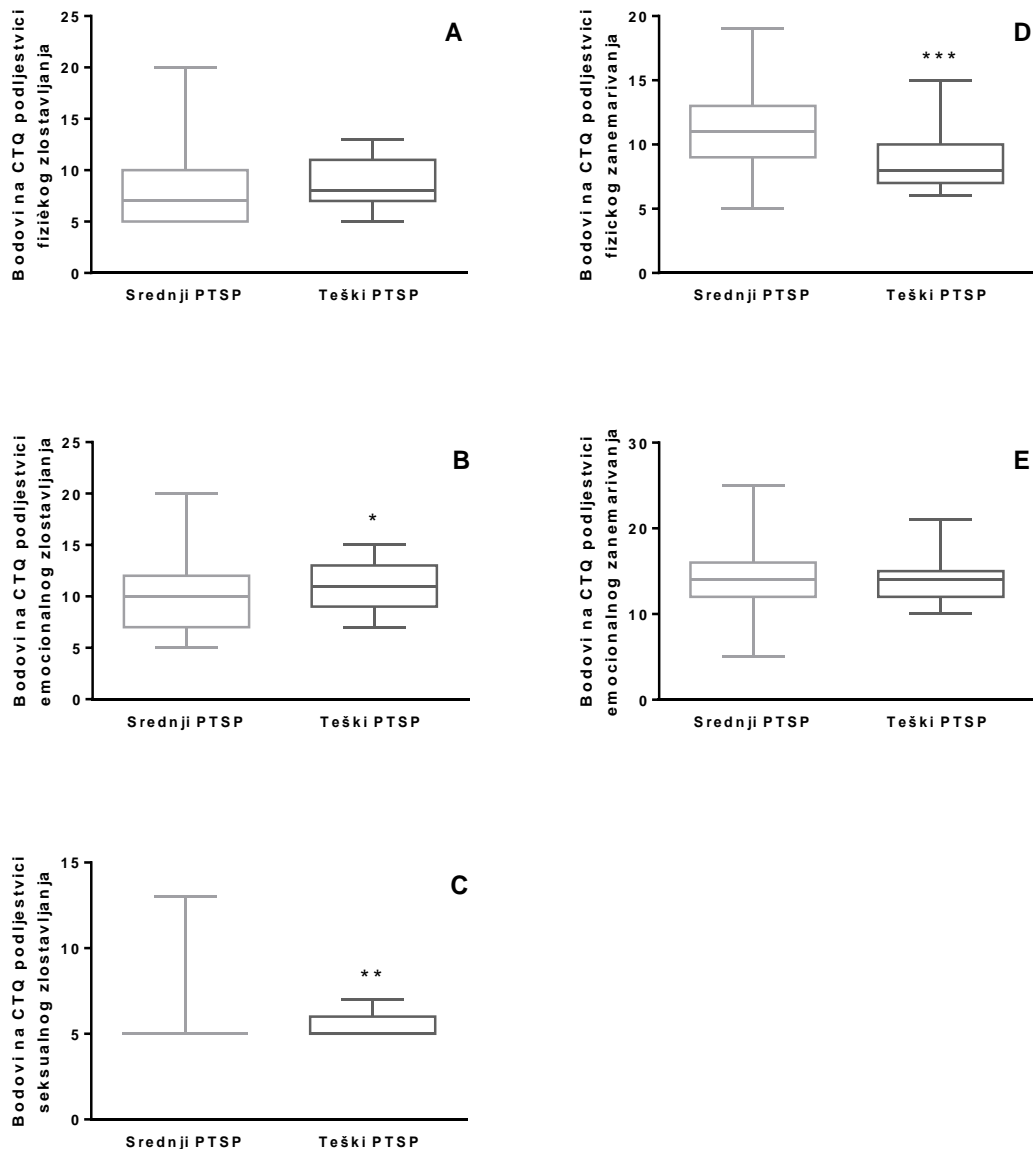 Bodovi na CTQ podljestvici
fizièkog zlostavljanja
25
20
15
10
5
0
A
Srednji PTSP
Teški PTSP
Bodovi na CTQ podljestvici
fizickog zanemarivanja
20
15
10
5
0
D
***
Srednji PTSP
Teški PTSP
Bodovi na CTQ podljestvici
emocionalnog zlostavljanja
25
20
15
10
5
0
B
*
Srednji PTSP
Teški PTSP
Bodovi na CTQ podljestvici
emocionalnog zanemarivanja
30
20
10
0
E
Srednji PTSP
Teški PTSP
Bodovi na CTQ podljestvici
seksualnog zlostavljanja
15
10
5
0
C
**
Srednji PTSP
Teški PTSP